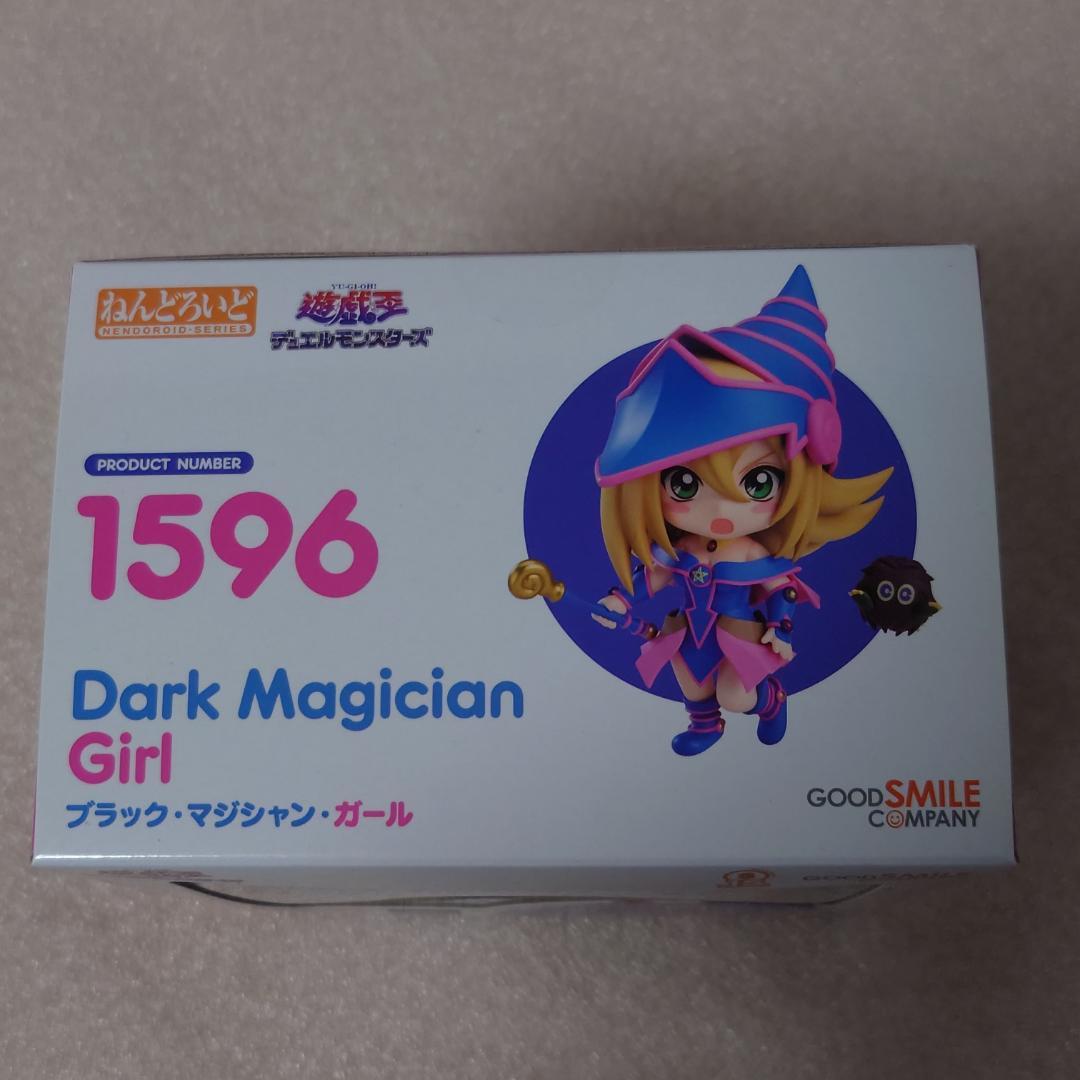 ねんどろいど
NENDOROID·SERIES
YU-GI-OH!
遊戯王
デュエルモンスターズ
PRODUCT NUMBER
1596
Dark Magician
Girl
ブラック・マジシャン・ガール
GOOD SMILE
COMPANY
GOOD SMILE